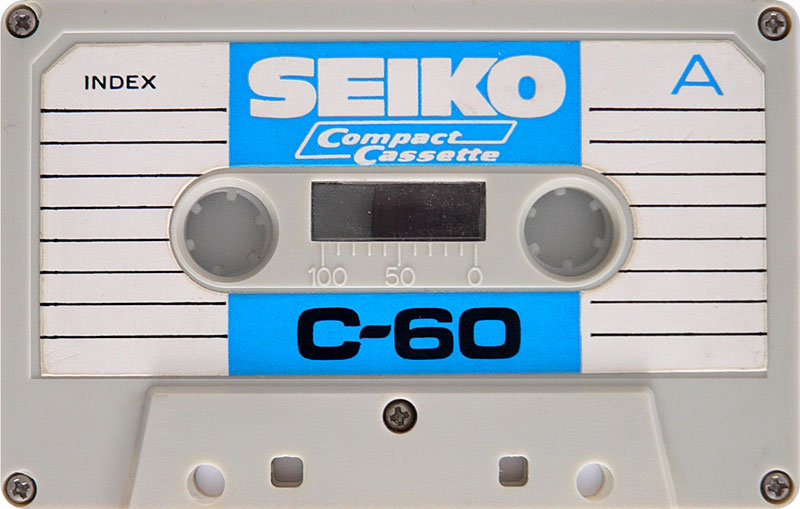 INDEX
SEIKO
A
Compact
Cassette
100 50 0
C-60